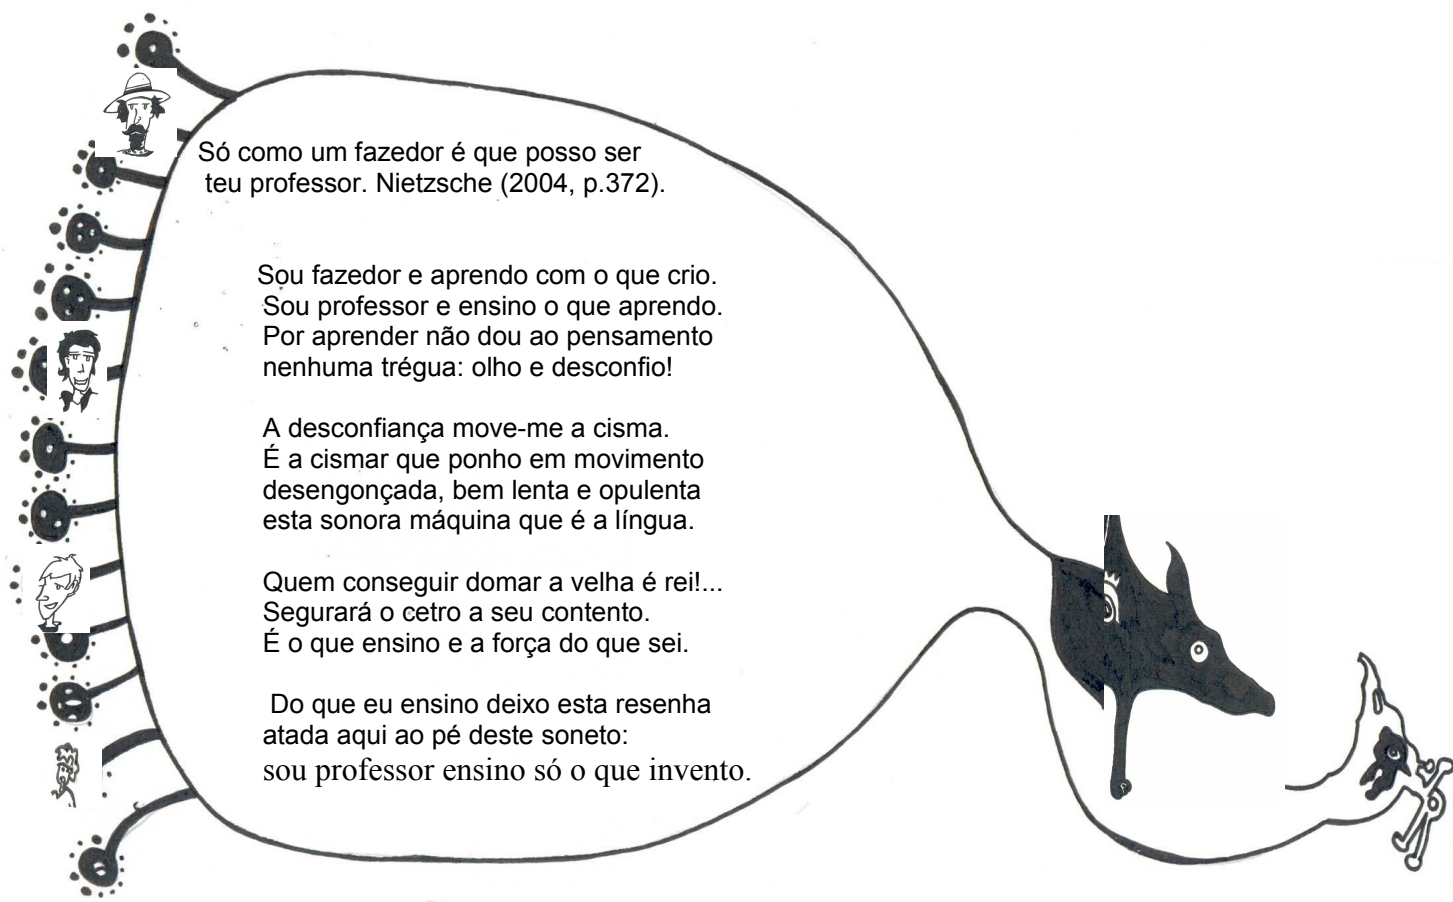 Só como um fazedor é que posso ser
teu professor. Nietzsche (2004, p.372).
Sou fazedor e aprendo com o que crio.
Sou professor e ensino o que aprendo.
Por aprender não dou ao pensamento
nenhuma trégua: olho e desconfio!
A desconfiança move-me a cisma.
É a cismar que ponho em movimento
desengonçada, bem lenta e opulenta
esta sonora máquina que é a língua.
Quem conseguir domar a velha é rei!...
Segurará o cetro a seu contento.
É o que ensino e a força do que sei.
Do que eu ensino deixo esta resenha
atada aqui ao pé deste soneto:
sou professor ensino só o que invento.